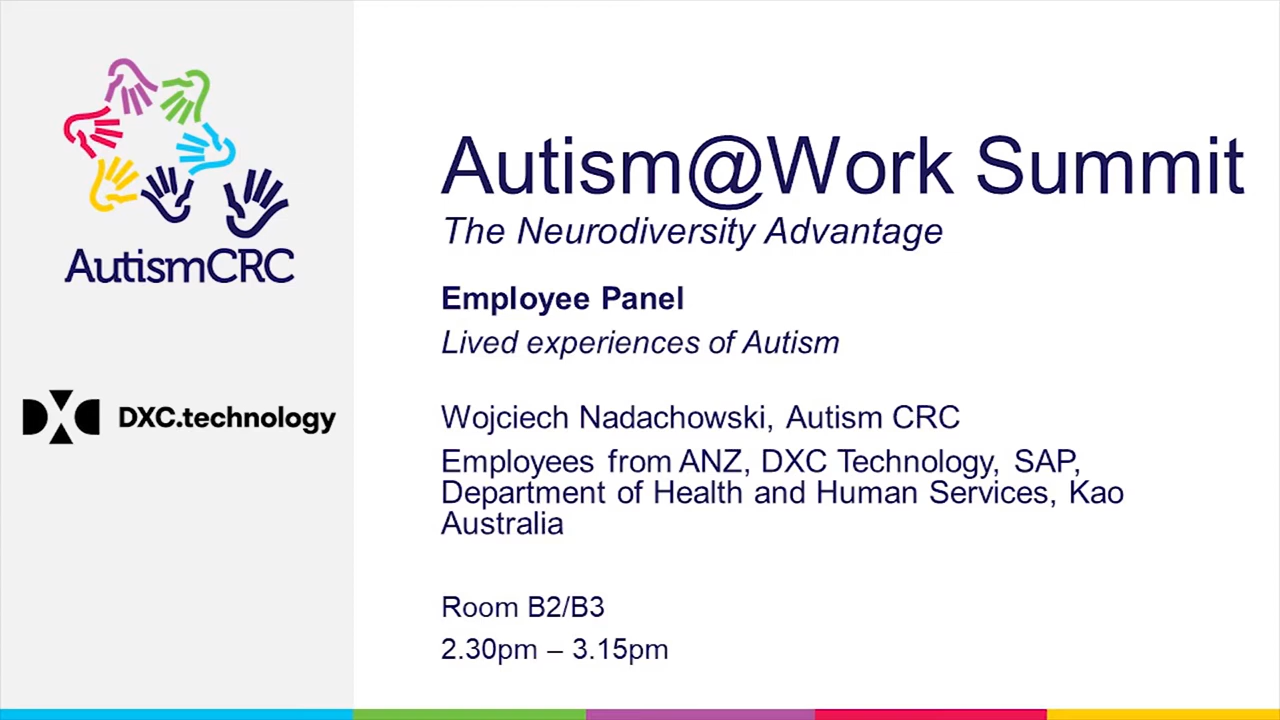 AutismCRC
DXC.technology
Autism@Work Summit
The Neurodiversity Advantage
Employee Panel
Lived experiences of Autism
Wojciech Nadachowski, Autism CRC
Employees from ANZ, DXC Technology, SAP,
Department of Health and Human Services, Kao
Australia
Room B2/B3
2.30pm – 3.15pm